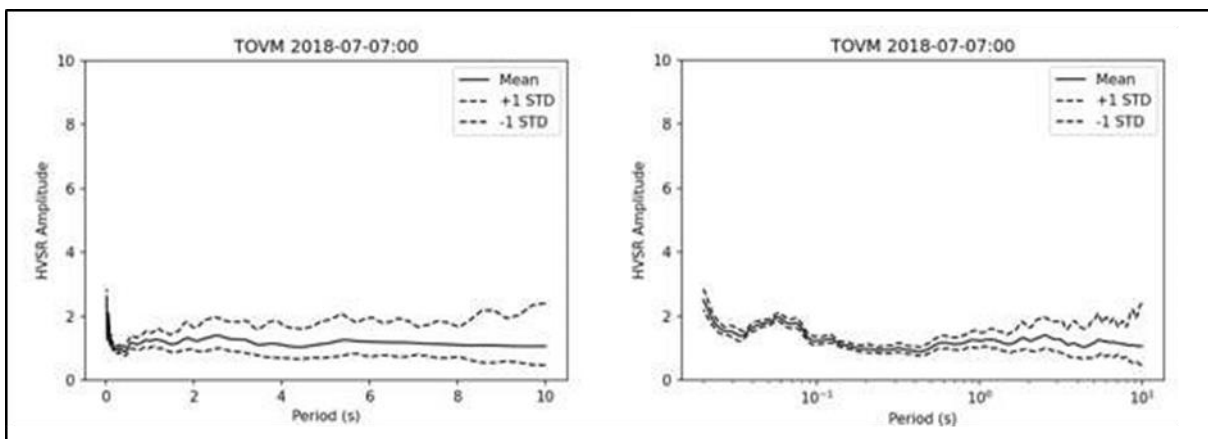 TOVM 2018-07-07:00
10
8
6
4
2
0
HVSR Amplitude
Mean
+1 STD
-1 STD
0 2 4 6 8 10
Period (s)
TOVM 2018-07-07:00
10
8
6
4
2
0
HVSR Amplitude
Mean
+1 STD
-1 STD
10⁻¹ 10⁰ 10¹
Period (s)